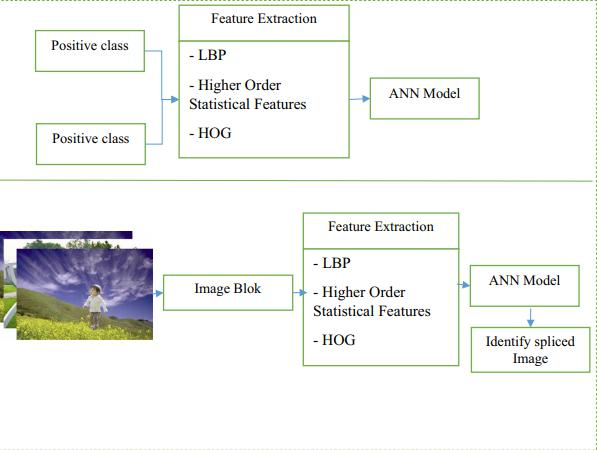 Feature Extraction
Positive class
- LBP
- Higher Order
Statistical Features
- HOG
Positive class
ANN Model
Feature Extraction
- LBP
- Higher Order
Statistical Features
- HOG
Image Blok
ANN Model
Identify spliced
Image